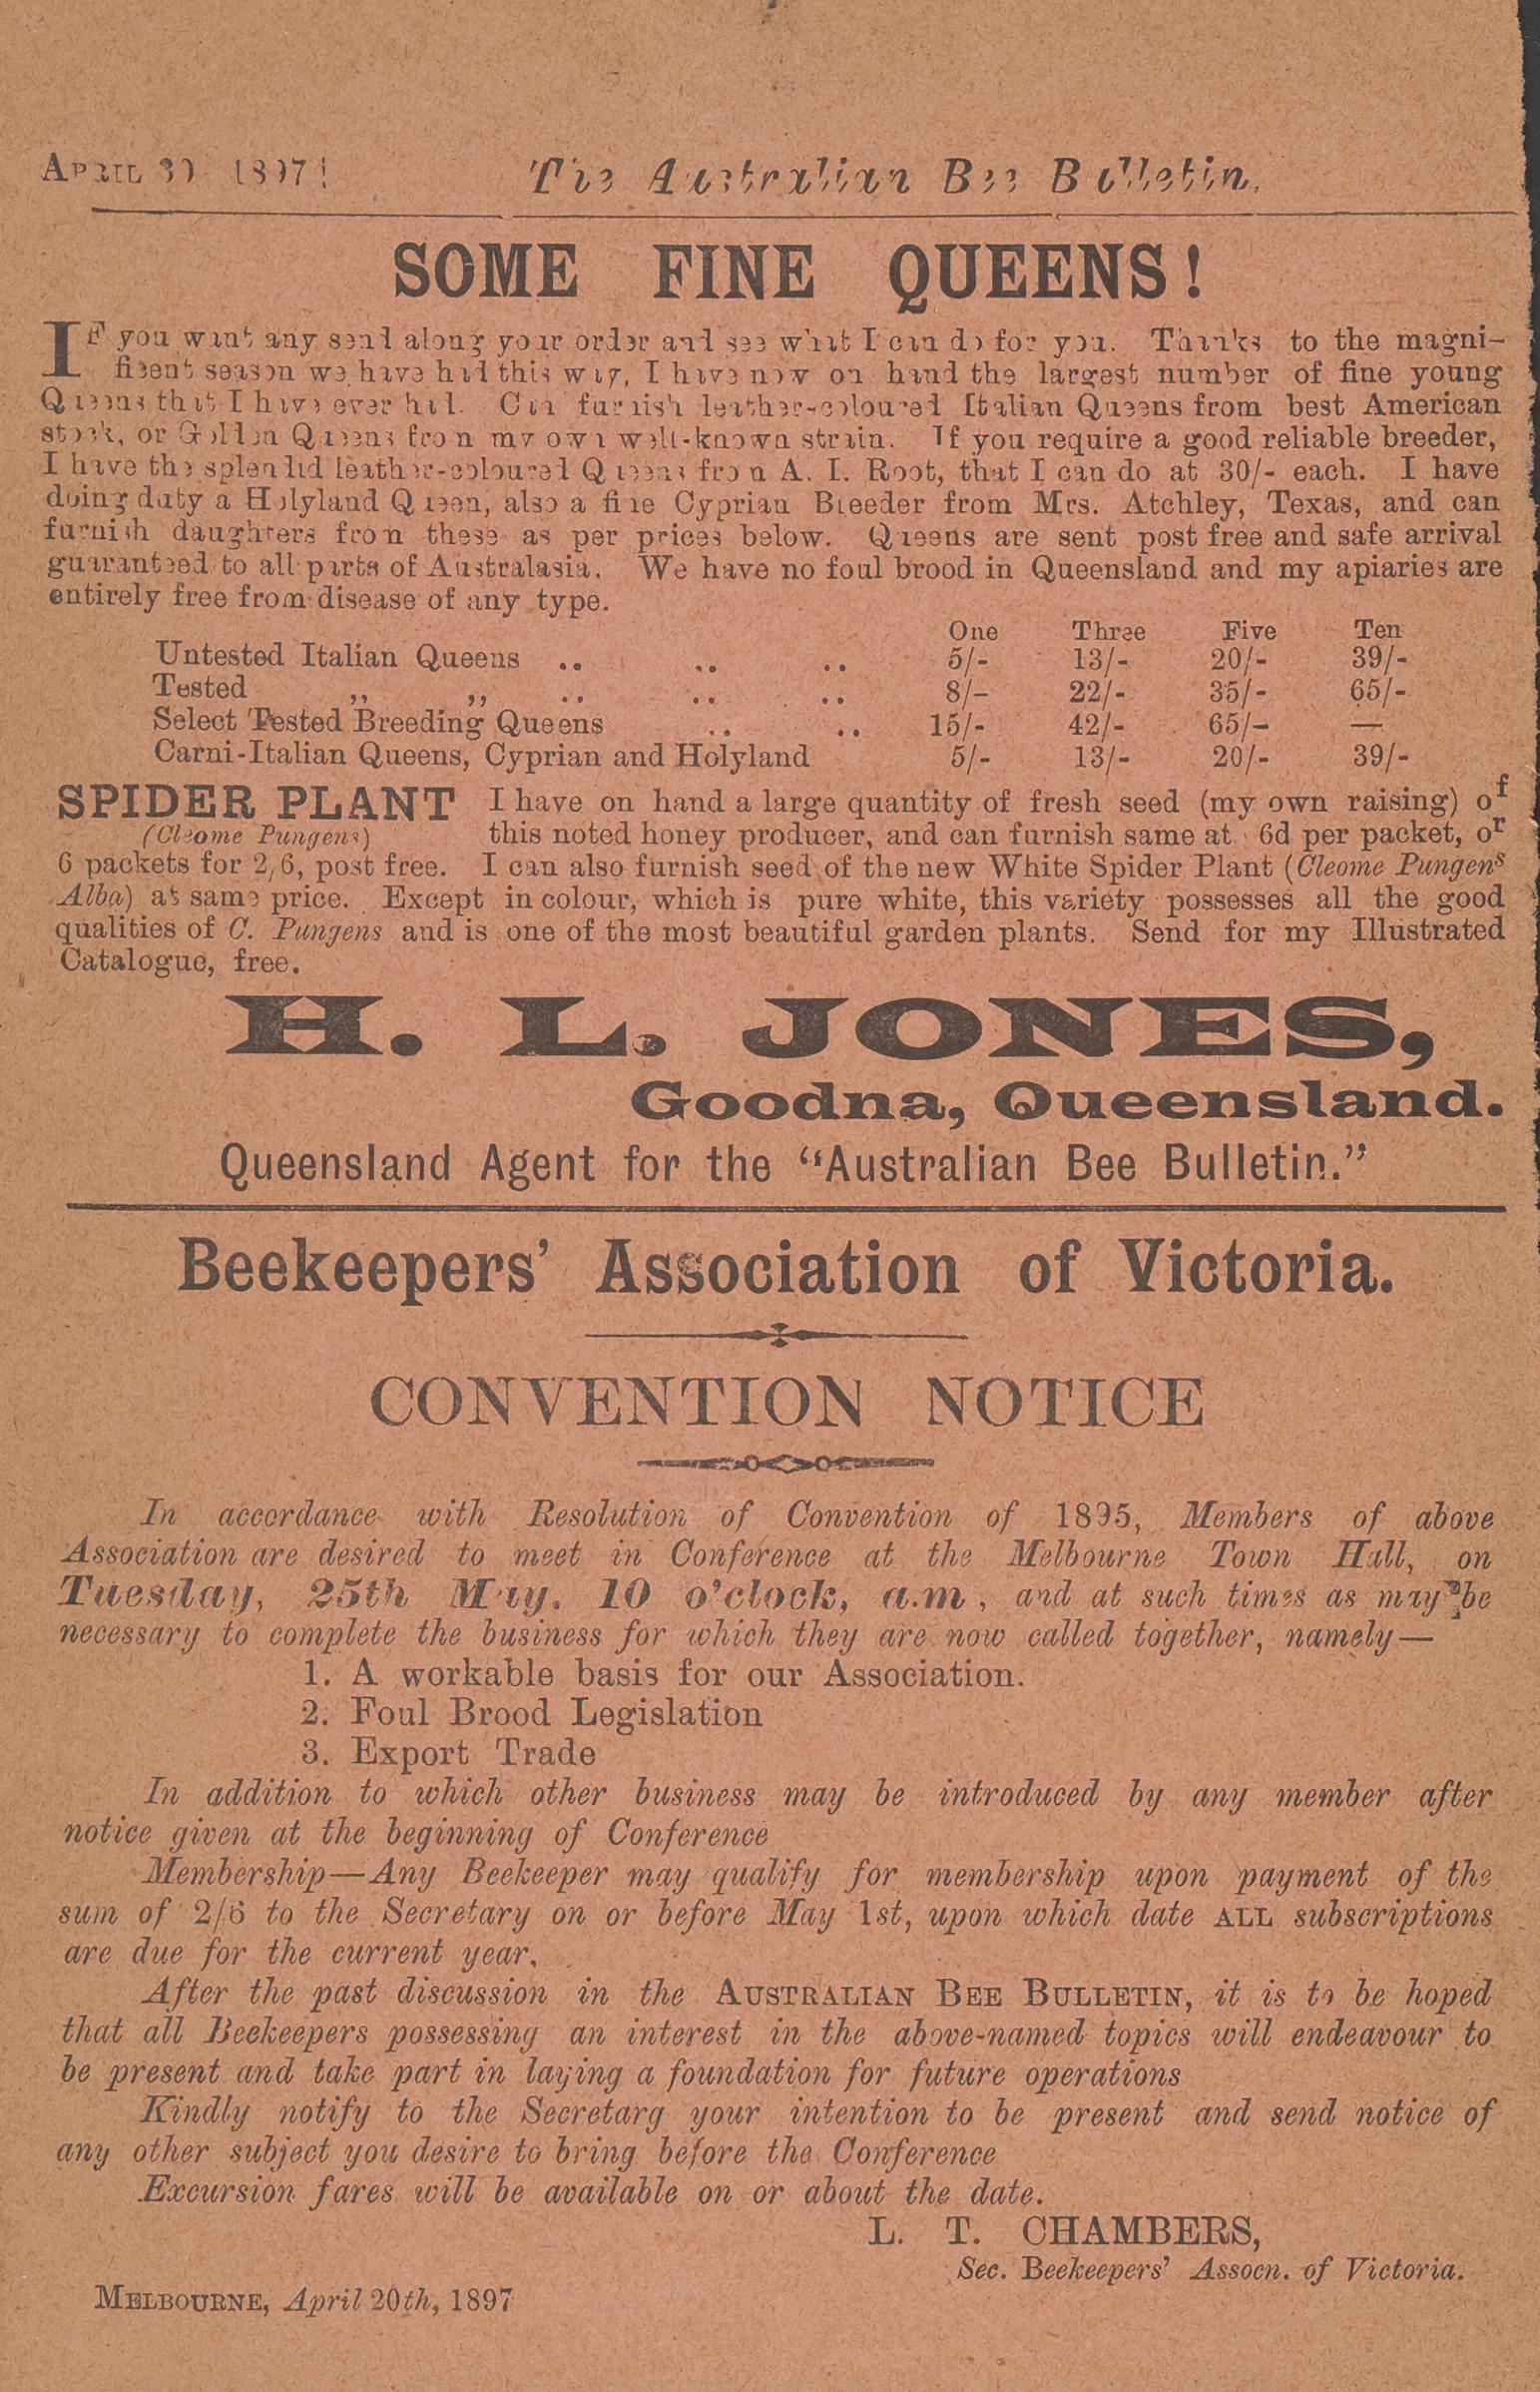 APRIL 30 1897!
The Australian Bee Bulletin.
SOME FINE QUEENS!
IF you want any send along your order and see what I can do for you. Thanks to the magni-
ficent season we have had this way, I have now on hand the largest number of fine young
Queens that I have ever had. Can furnish leather-coloured Italian Queens from best American
stock, or Golden Queens from my own well-known strain. If you require a good reliable breeder,
I have the splendid leather-coloured Queens from A. I. Root, that I can do at 30/- each. I have
doing duty a Holyland Queen, also a fine Cyprian Breeder from Mrs. Atchley, Texas, and can
furnish daughters from these as per prices below. Queens are sent post free and safe arrival
guaranteed to all parts of Australasia. We have no foul brood in Queensland and my apiaries are
entirely free from disease of any type.
One Three Five Ten
Untested Italian Queens .. .. .. 5/- 13/- 20/- 39/-
Tested ,, ,, .. .. .. 8/- 22/- 35/- 65/-
Select Tested Breeding Queens .. .. 15/- 42/- 65/- —
Carni-Italian Queens, Cyprian and Holyland 5/- 13/- 20/- 39/-
SPIDER PLANT I have on hand a large quantity of fresh seed (my own raising) of
(Cleome Pungens) this noted honey producer, and can furnish same at 6d per packet, or
6 packets for 2/6, post free. I can also furnish seed of the new White Spider Plant (Cleome Pungens
Alba) at same price. Except in colour, which is pure white, this variety possesses all the good
qualities of C. Pungens and is one of the most beautiful garden plants. Send for my Illustrated
Catalogue, free.
H. L. JONES,
Goodna, Queensland.
Queensland Agent for the "Australian Bee Bulletin."
Beekeepers' Association of Victoria.
CONVENTION NOTICE
In accordance with Resolution of Convention of 1895, Members of above
Association are desired to meet in Conference at the Melbourne Town Hall, on
Tuesday, 25th May. 10 o'clock, a.m, and at such times as may be
necessary to complete the business for which they are now called together, namely—
1. A workable basis for our Association.
2. Foul Brood Legislation
3. Export Trade
In addition to which other business may be introduced by any member after
notice given at the beginning of Conference
Membership—Any Beekeeper may qualify for membership upon payment of the
sum of 2/6 to the Secretary on or before May 1st, upon which date ALL subscriptions
are due for the current year.
After the past discussion in the AUSTRALIAN BEE BULLETIN, it is to be hoped
that all Beekeepers possessing an interest in the above-named topics will endeavour to
be present and take part in laying a foundation for future operations
Kindly notify to the Secretarg your intention to be present and send notice of
any other subject you desire to bring before the Conference
Excursion fares will be available on or about the date.
L. T. CHAMBERS,
Sec. Beekeepers' Assocn. of Victoria.
MELBOURNE, April 20th, 1897